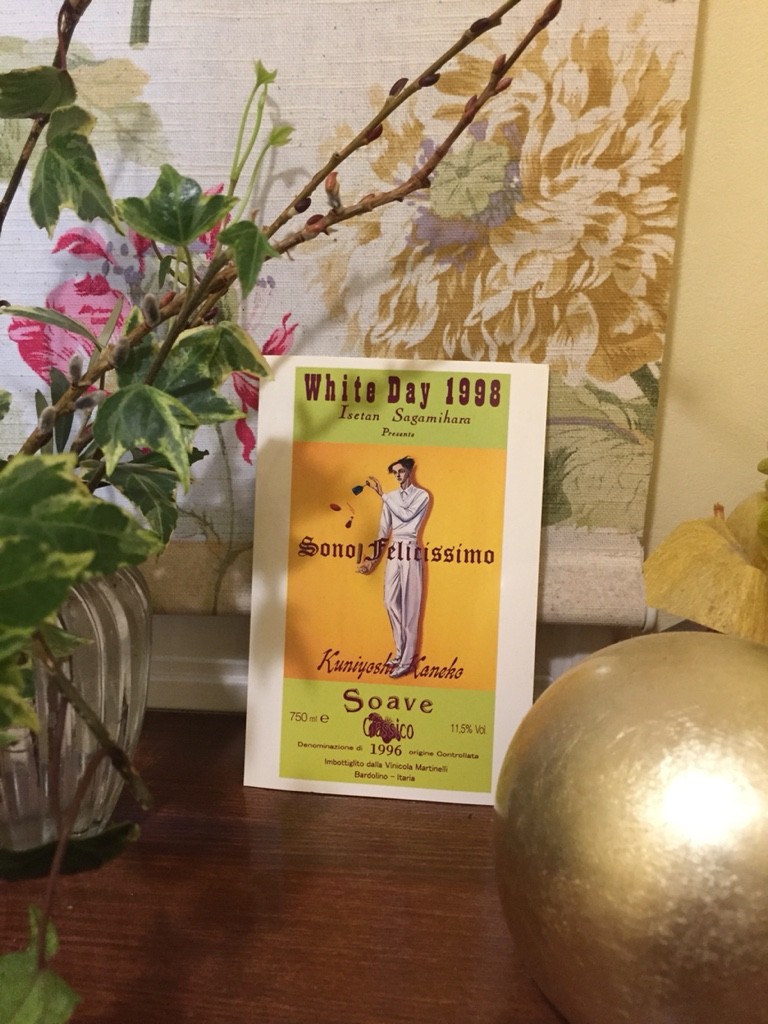 White Day 1998
Isetan Sagamihara
Presents
Sono Felicissimo
Kuniyoshi Kaneko
Soave
Classico
750 ml e 11,5% Vol.
Denominazione di 1996 origine Controllata
Imbottiglito dalla Vinicola Martinelli
Bardolino – Itaria